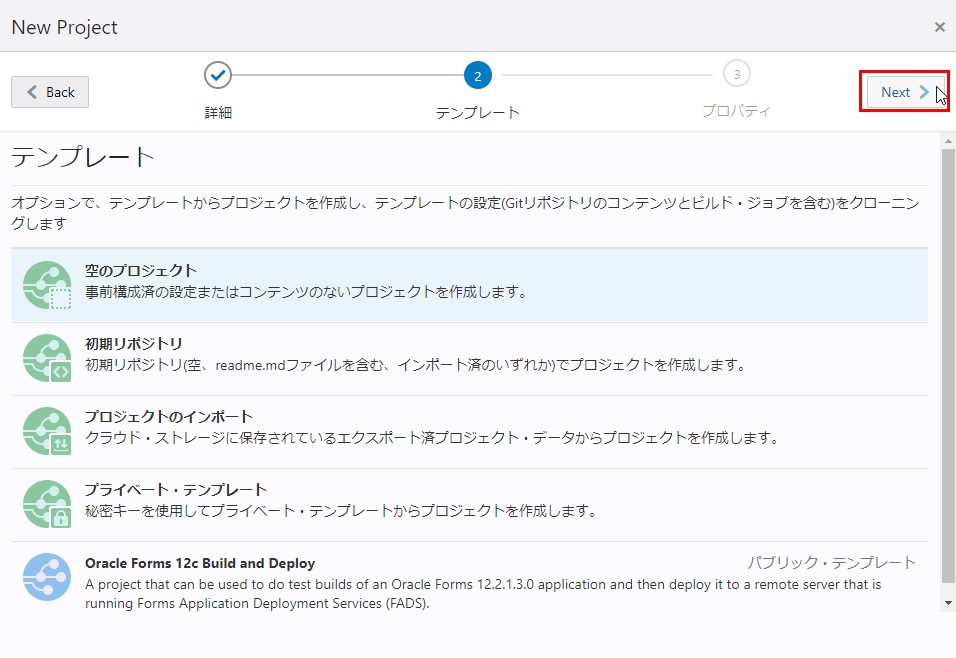 New Project
Back
2
3
Next
詳細
テンプレート
プロパティ
テンプレート
オプションで、テンプレートからプロジェクトを作成し、テンプレートの設定(Gitリポジトリのコンテンツとビルド・ジョブを含む)をクローニン
グします
空のプロジェクト
事前構成済の設定またはコンテンツのないプロジェクトを作成します。
初期リポジトリ
初期リポジトリ(空、readme.mdファイルを含む、インポート済のいずれか)でプロジェクトを作成します。
プロジェクトのインポート
クラウド・ストレージに保存されているエクスポート済プロジェクト・データからプロジェクトを作成します。
プライベート・テンプレート
秘密キーを使用してプライベート・テンプレートからプロジェクトを作成します。
Oracle Forms 12c Build and Deploy
パブリック・テンプレート
A project that can be used to do test builds of an Oracle Forms 12.2.1.3.0 application and then deploy it to a remote server that is
running Forms Application Deployment Services (FADS).